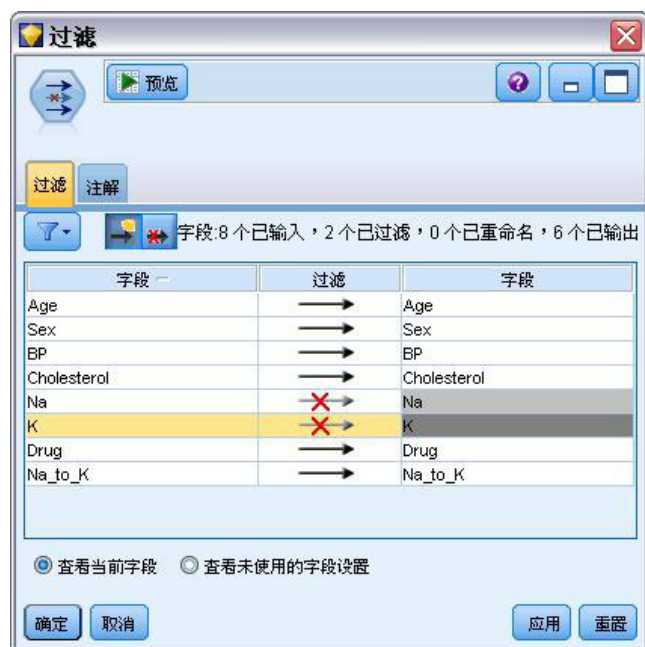 过滤
预览
过滤 注解
字段:8 个已输入,2 个已过滤,0 个已重命名,6 个已输出
字段 过滤 字段
Age Age
Sex Sex
BP BP
Cholesterol Cholesterol
Na Na
K K
Drug Drug
Na_to_K Na_to_K
查看当前字段 查看未使用的字段设置
确定 取消 应用 重置